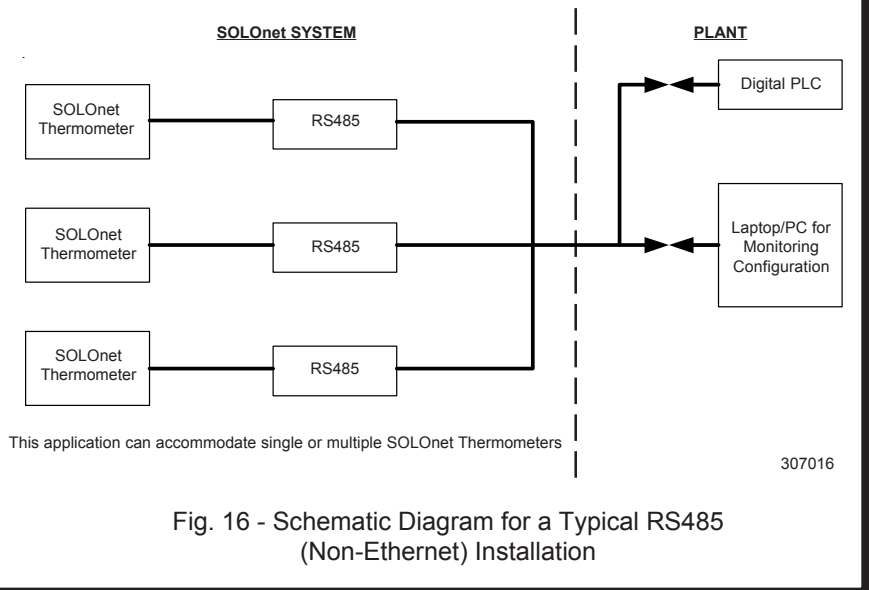 SOLOnet SYSTEM
PLANT
SOLOnet
Thermometer
RS485
Digital PLC
SOLOnet
Thermometer
RS485
Laptop/PC for
Monitoring
Configuration
SOLOnet
Thermometer
RS485
This application can accommodate single or multiple SOLOnet Thermometers
307016
Fig. 16 - Schematic Diagram for a Typical RS485
(Non-Ethernet) Installation